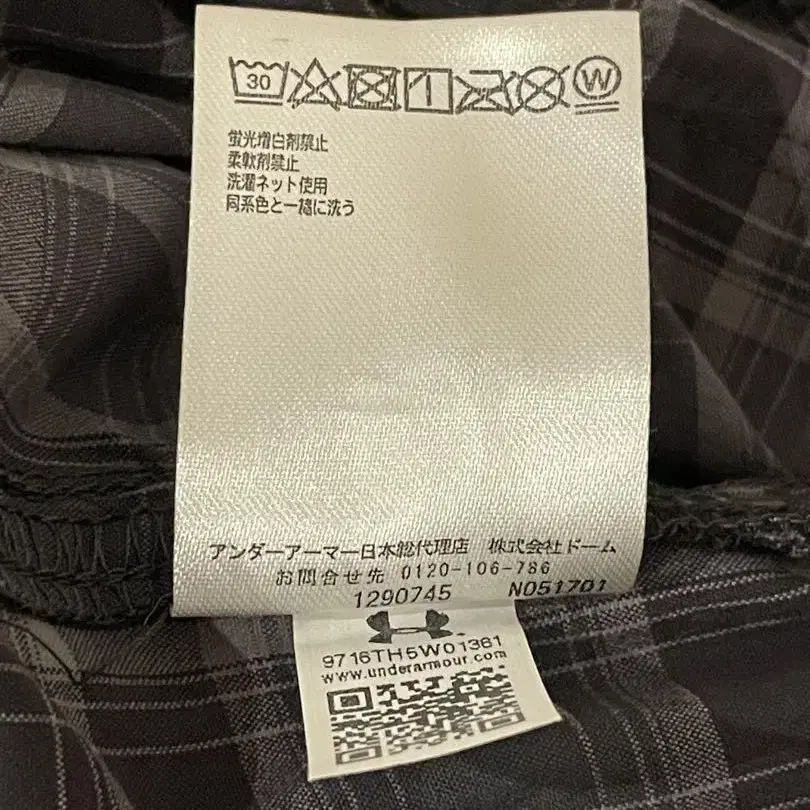 30
W
蛍光増白剤禁止
柔軟剤禁止
洗濯ネット使用
同系色と一緒に洗う
アンダーアーマー日本総代理店 株式会社ドーム
お問合せ先 0120-106-786
1290745 N051701
9716TH5W01361
www.underarmour.com